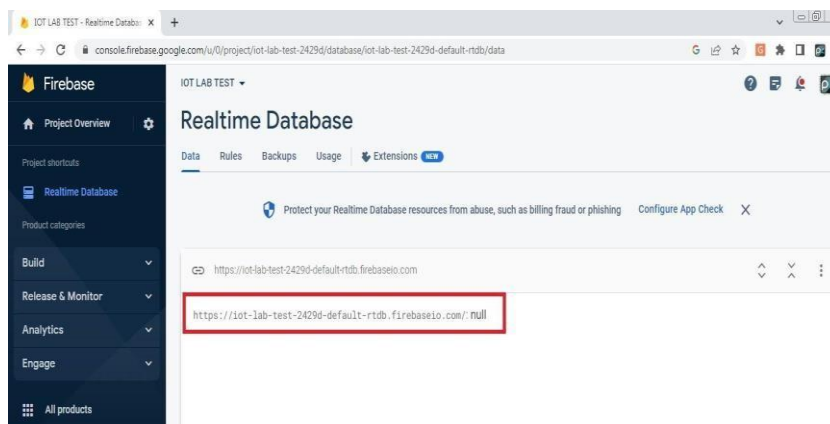 IOT LAB TEST - Realtime Databa
console.firebase.google.com/u/0/project/iot-lab-test-2429d/database/iot-lab-test-2429d-default-rtdb/data
Firebase
IOT LAB TEST
Project Overview
Realtime Database
Data Rules Backups Usage Extensions NEW
Project shortcuts
Realtime Database
Protect your Realtime Database resources from abuse, such as billing fraud or phishing Configure App Check
Product categories
Build
https://iot-lab-test-2429d-default-rtdb.firebaseio.com
Release & Monitor
https://iot-lab-test-2429d-default-rtdb.firebaseio.com/: null
Analytics
Engage
All products